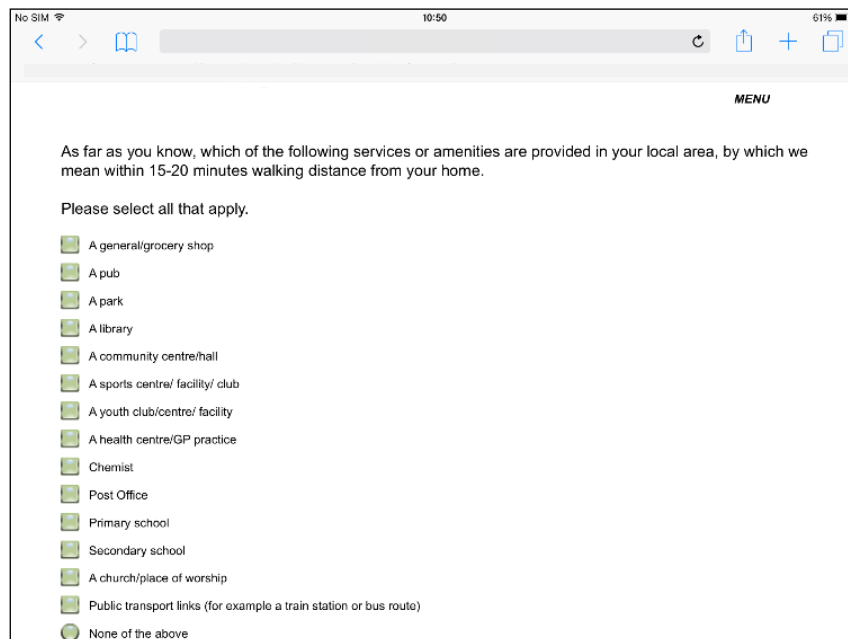 No SIM 10:50 61%
MENU
As far as you know, which of the following services or amenities are provided in your local area, by which we
mean within 15-20 minutes walking distance from your home.
Please select all that apply.
A general/grocery shop
A pub
A park
A library
A community centre/hall
A sports centre/ facility/ club
A youth club/centre/ facility
A health centre/GP practice
Chemist
Post Office
Primary school
Secondary school
A church/place of worship
Public transport links (for example a train station or bus route)
None of the above